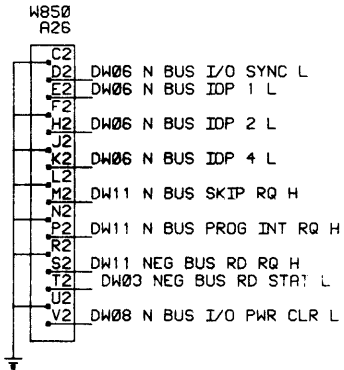 W850
A26
C2
D2 DW06 N BUS I/O SYNC L
E2 DW06 N BUS IOP 1 L
F2
H2 DW06 N BUS IOP 2 L
J2
K2 DW06 N BUS IOP 4 L
L2
M2 DW11 N BUS SKIP RQ H
N2
P2 DW11 N BUS PROG INT RQ H
R2
S2 DW11 NEG BUS RD RQ H
T2 DW03 NEG BUS RD STAT L
U2
V2 DW08 N BUS I/O PWR CLR L